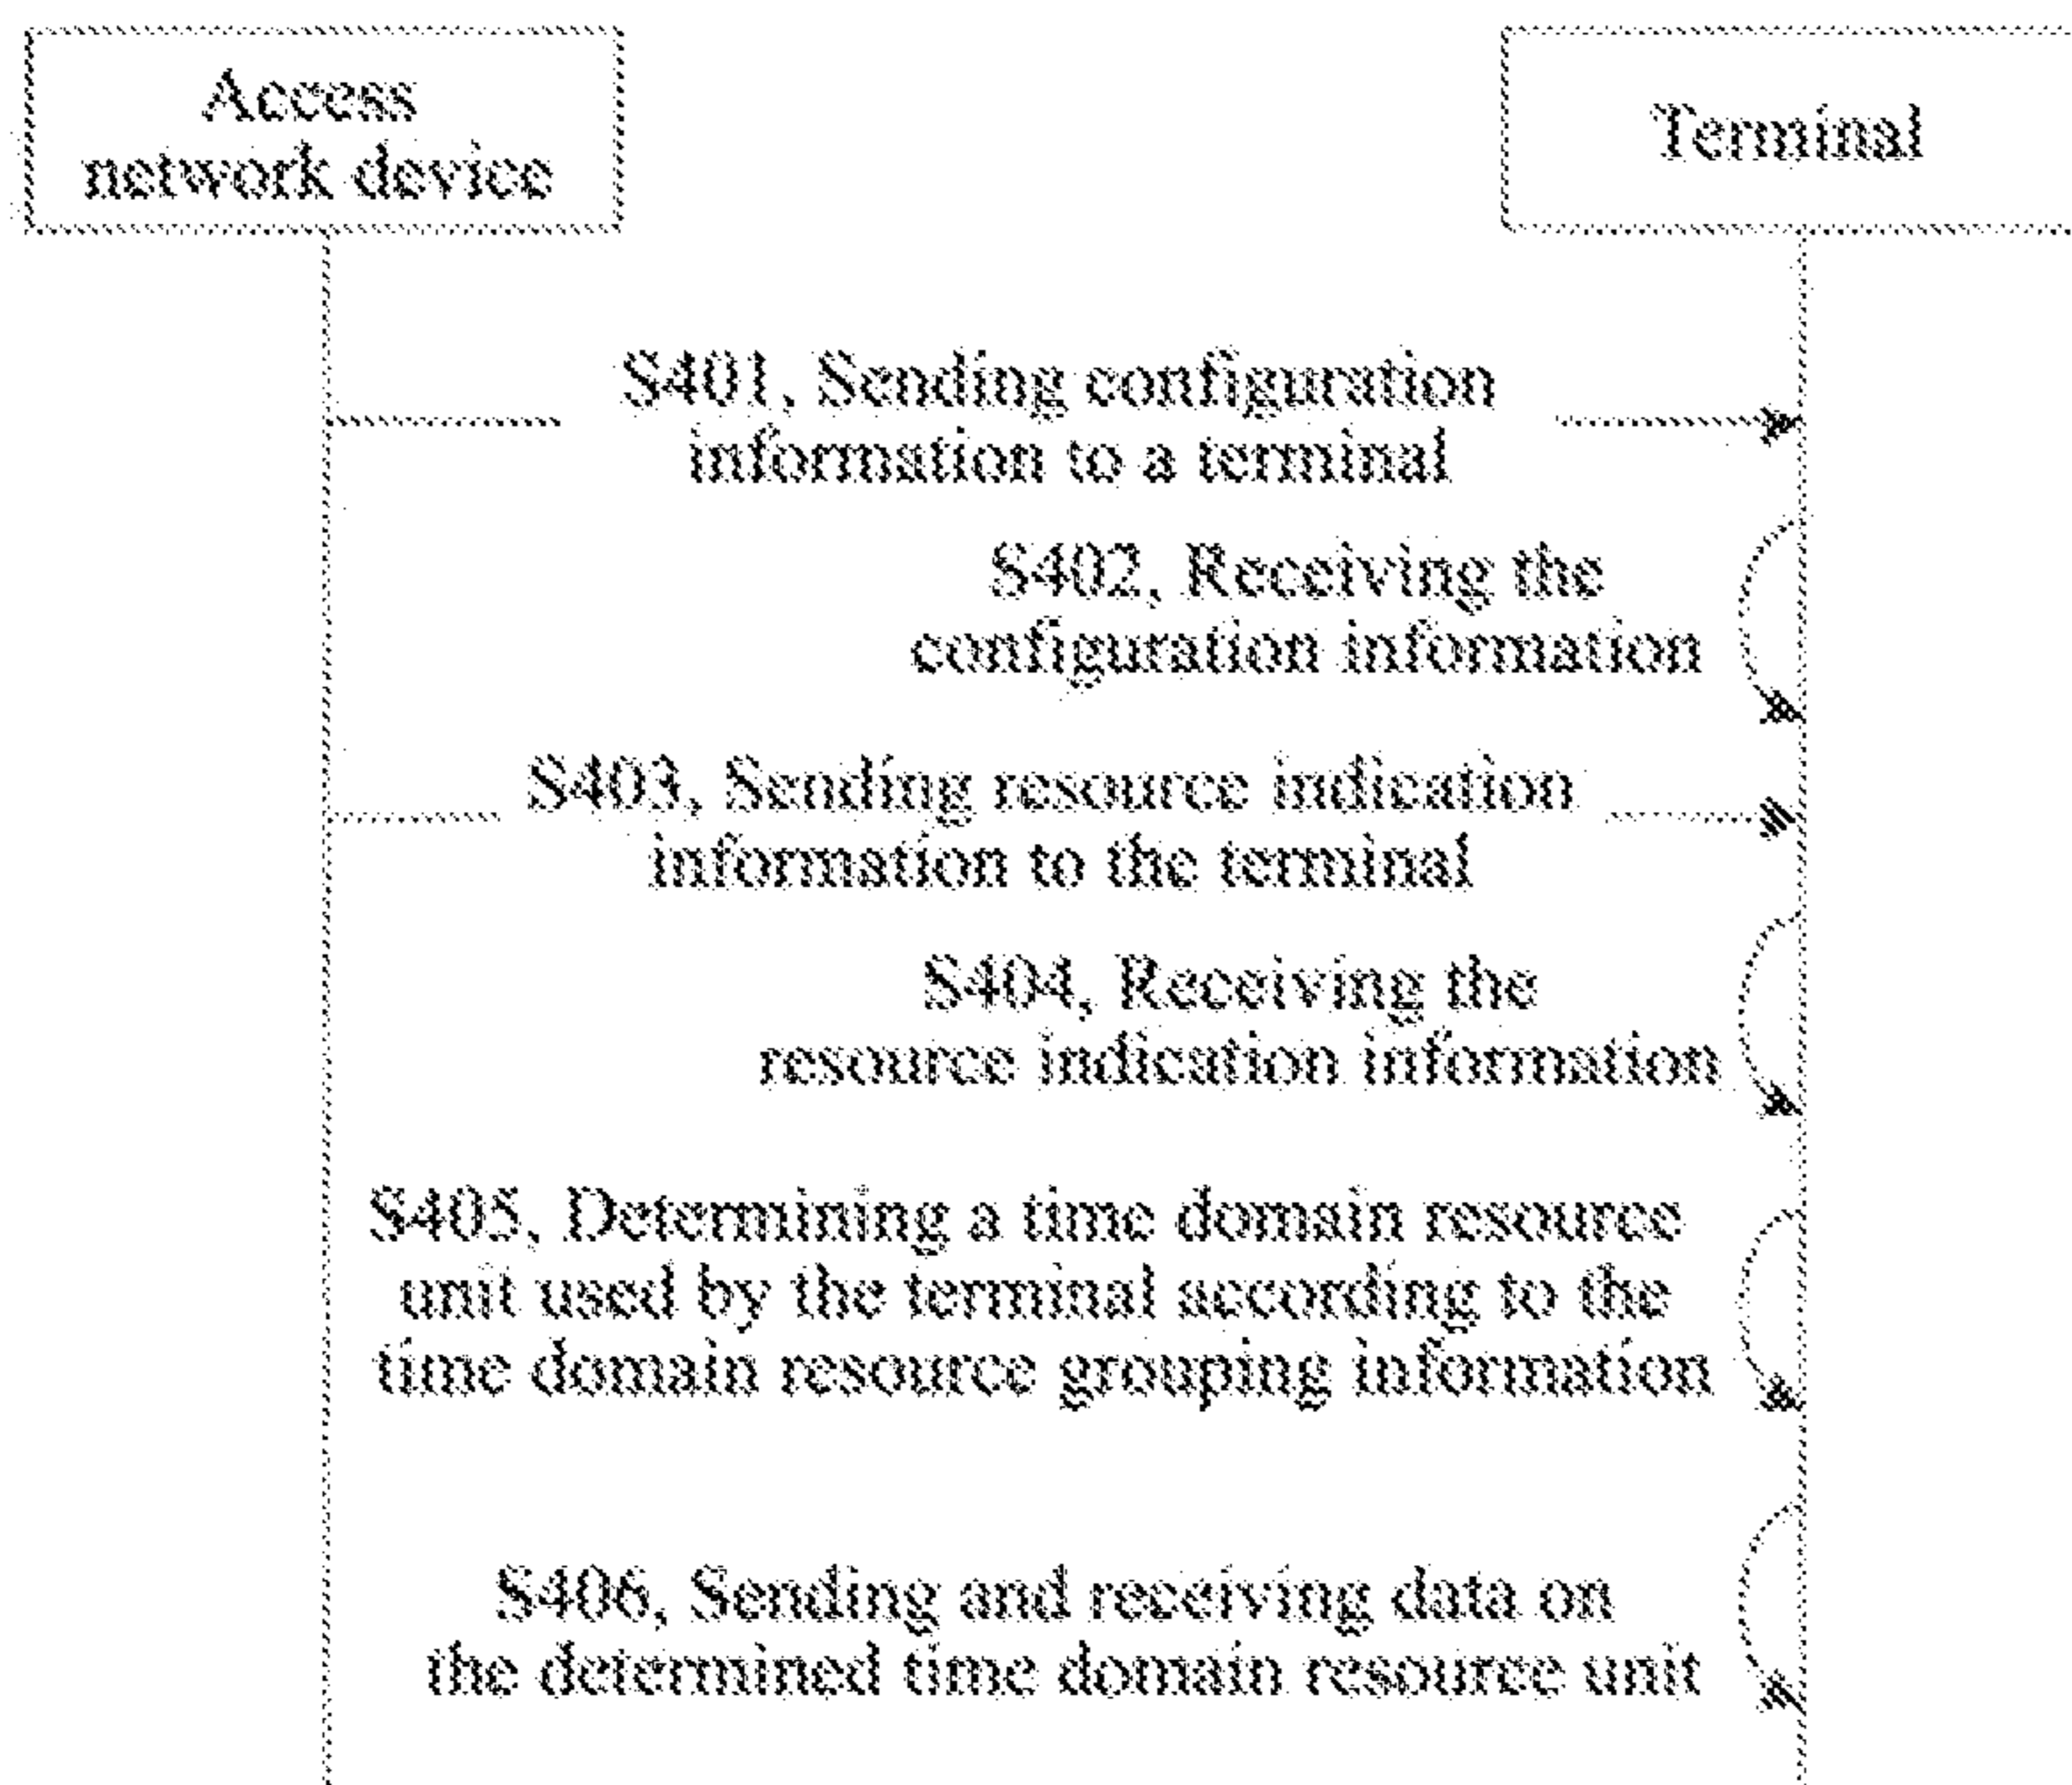 Access
network device
Terminal
S401, Sending configuration
information to a terminal
S402, Receiving the
configuration information
S403, Sending resource indication
information to the terminal
S404, Receiving the
resource indication information
S405, Determining a time domain resource
unit used by the terminal according to the
time domain resource grouping information
S406, Sending and receiving data on
the determined time domain resource unit